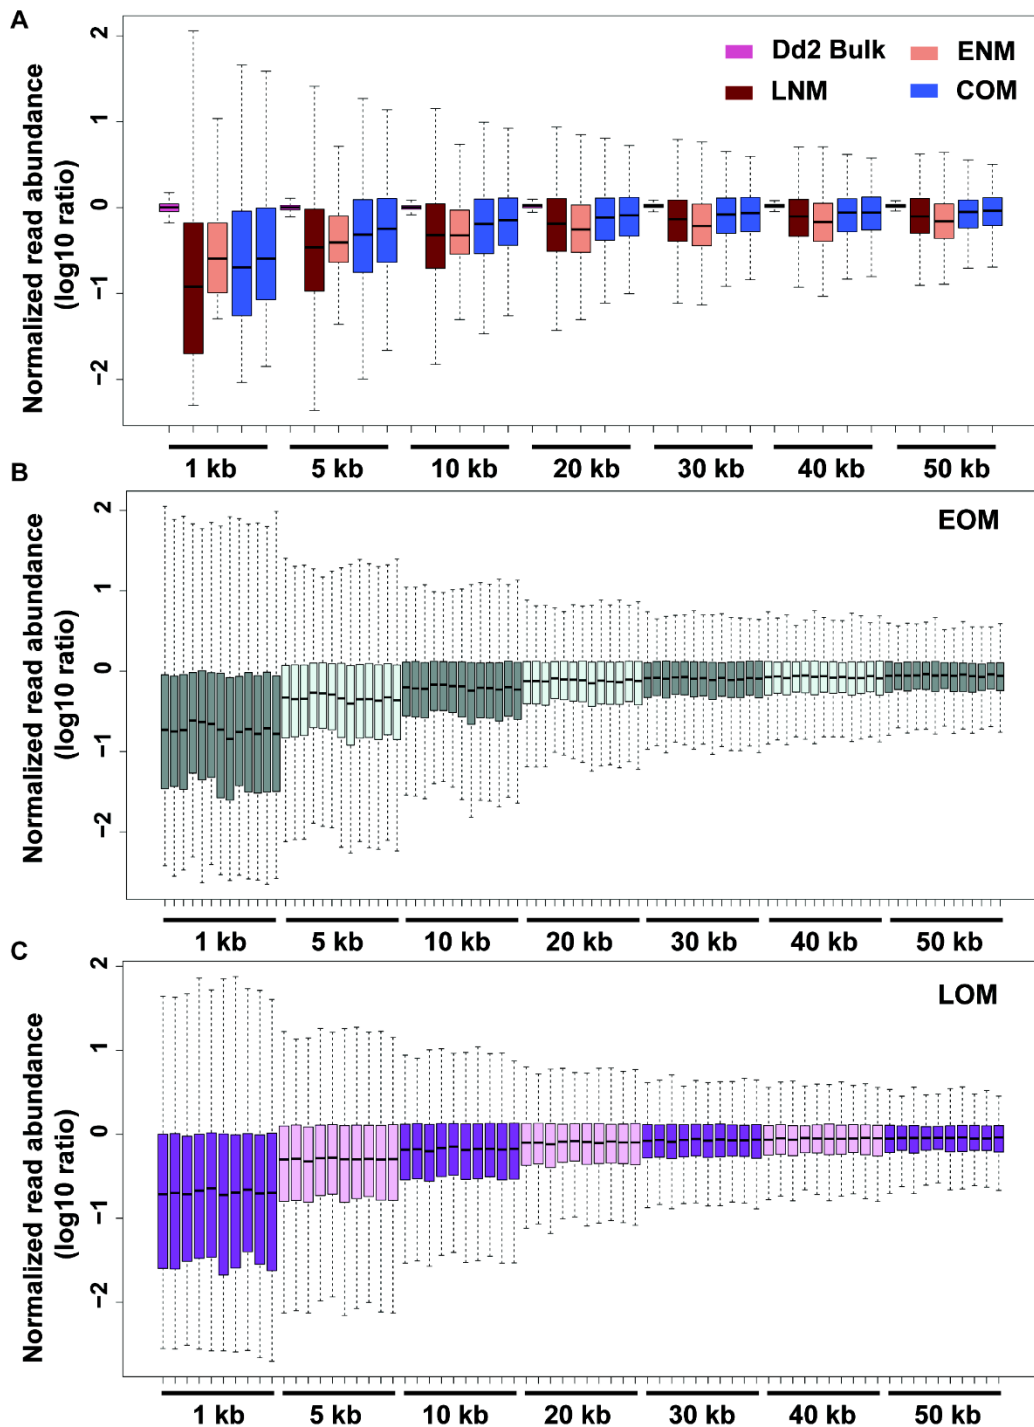 A
Normalized read abundance
(log10 ratio)
2
1
0
−1
−2
Dd2 Bulk
ENM
LNM
COM
1 kb
5 kb
10 kb
20 kb
30 kb
40 kb
50 kb
B
Normalized read abundance
(log10 ratio)
2
1
0
−1
−2
EOM
1 kb
5 kb
10 kb
20 kb
30 kb
40 kb
50 kb
C
Normalized read abundance
(log10 ratio)
2
1
0
−1
−2
LOM
1 kb
5 kb
10 kb
20 kb
30 kb
40 kb
50 kb